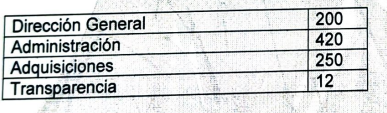 Dirección General 200
Administración 420
Adquisiciones 250
Transparencia 12